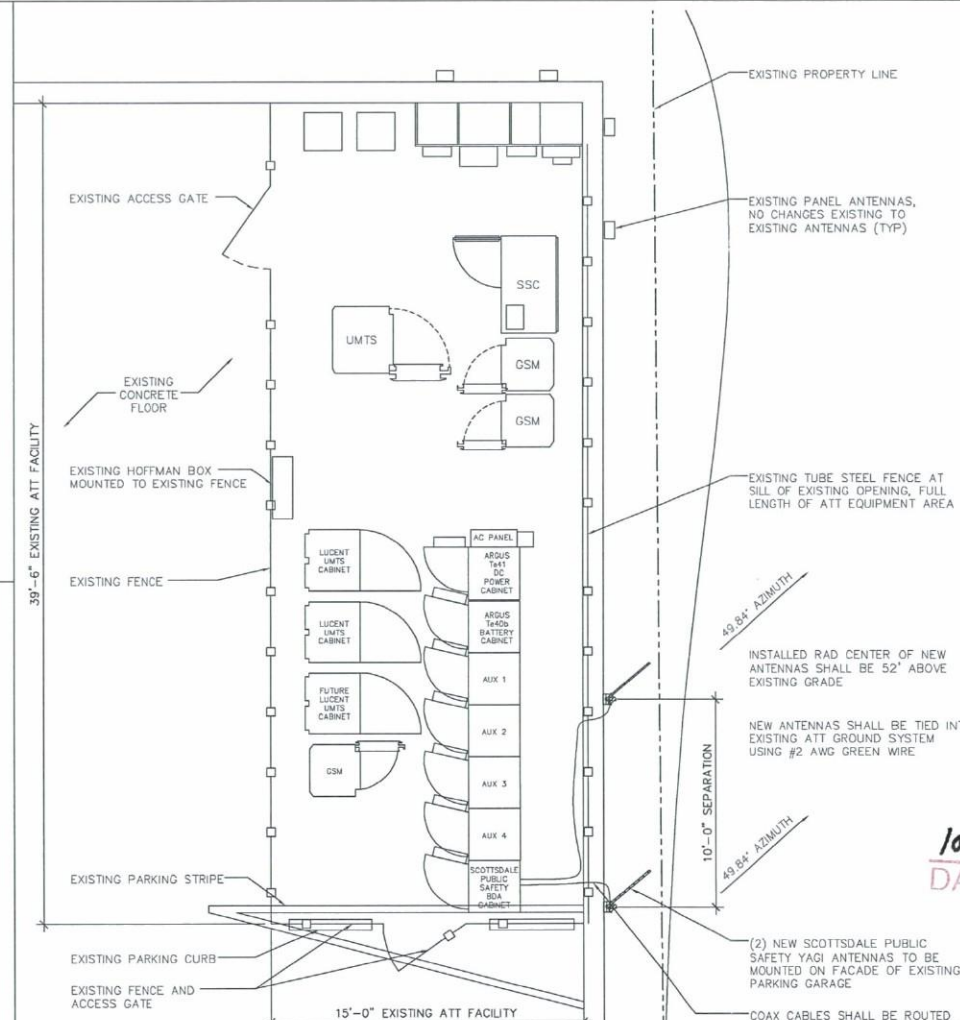 EXISTING PROPERTY LINE
EXISTING ACCESS GATE
EXISTING PANEL ANTENNAS,
NO CHANGES EXISTING TO
EXISTING ANTENNAS (TYP)
SSC
UMTS
GSM
GSM
EXISTING
CONCRETE
FLOOR
39'-6" EXISTING ATT FACILITY
EXISTING HOFFMAN BOX
MOUNTED TO EXISTING FENCE
EXISTING TUBE STEEL FENCE AT
SILL OF EXISTING OPENING, FULL
LENGTH OF ATT EQUIPMENT AREA
AC PANEL
LUCENT
UMTS
CABINET
ARGUS
Te41
DC
POWER
CABINET
EXISTING FENCE
49.84° AZIMUTH
LUCENT
UMTS
CABINET
ARGUS
Te40b
BATTERY
CABINET
INSTALLED RAD CENTER OF NEW
ANTENNAS SHALL BE 52' ABOVE
EXISTING GRADE
AUX 1
FUTURE
LUCENT
UMTS
CABINET
AUX 2
NEW ANTENNAS SHALL BE TIED INT
EXISTING ATT GROUND SYSTEM
USING #2 AWG GREEN WIRE
GSM
AUX 3
10'-0" SEPARATION
AUX 4
49.84° AZIMUTH
10
DA
EXISTING PARKING STRIPE
SCOTTSDALE
PUBLIC
SAFETY
BDA
CABINET
EXISTING PARKING CURB
(2) NEW SCOTTSDALE PUBLIC
SAFETY YAGI ANTENNAS TO BE
MOUNTED ON FACADE OF EXISTING
PARKING GARAGE
EXISTING FENCE AND
ACCESS GATE
15'-0" EXISTING ATT FACILITY
COAX CABLES SHALL BE ROUTED